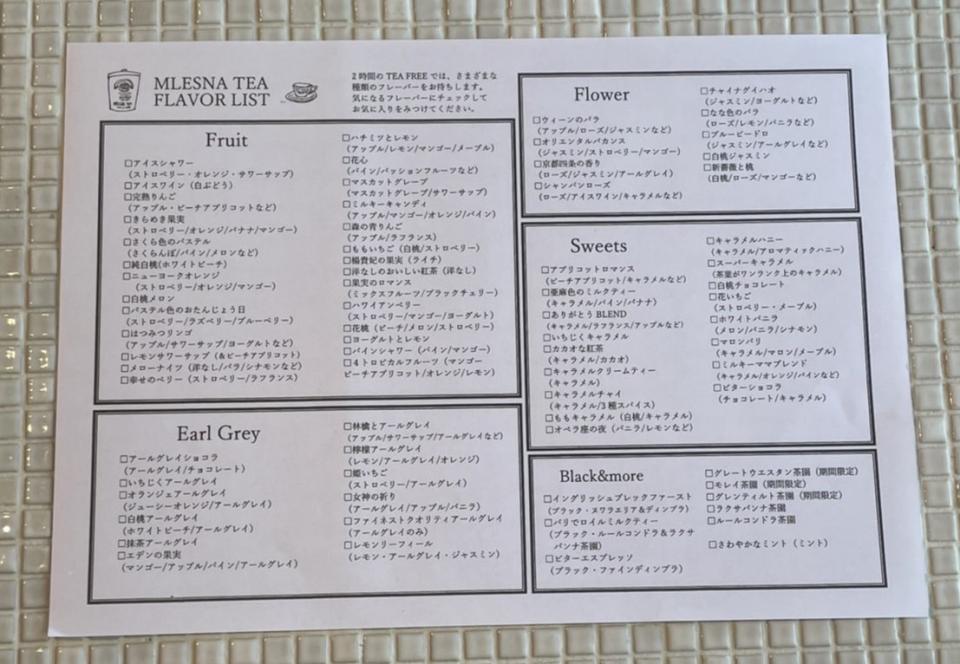 MLESNA TEA
FLAVOR LIST
2時間の TEA FREE では、さまざまな
種類のフレーバーをお持ちします。
気になるフレーバーにチェックして
お気に入りをみつけてください。
Fruit
□アイスシャワー
(ストロベリー・オレンジ・サワーサップ)
□アイスワイン（白ぶどう）
□完熟りんご
(アップル・ピーチアプリコットなど)
□きらめき果実
(ストロベリー/オレンジ/バナナ/マンゴー)
□さくら色のパステル
(さくらんぼ/パイン/メロンなど)
□純白桃(ホワイトピーチ)
□ニューヨークオレンジ
(ストロベリー/オレンジ/マンゴー)
□白桃メロン
□パステル色のおたんじょう日
(ストロベリー/ラズベリー/ブルーベリー)
□はつみつリンゴ
(アップル/サワーサップ/ヨーグルトなど)
□レモンサワーサップ（＆ピーチアプリコット）
□メローナイツ（洋なし/バラ/シナモンなど）
□幸せのベリー（ストロベリー/ラフランス）
□ハチミツとレモン
(アップル/レモン/マンゴー/メープル)
□花心
(パイン/パッションフルーツなど)
□マスカットグレープ
(マスカットグレープ/サワーサップ)
□ミルキーキャンディ
(アップル/マンゴー/オレンジ/パイン)
□森の青りんご
(アップル/ラフランス)
□ももいちご（白桃/ストロベリー）
□楊貴妃の果実（ライチ）
□洋なしのおいしい紅茶（洋なし）
□果実のロマンス
(ミックスフルーツ/ブラックチェリー)
□ハワイアンベリー
(ストロベリー/マンゴー/ヨーグルト)
□花桃（ピーチ/メロン/ストロベリー）
□ヨーグルトとレモン
□パインシャワー（パイン/マンゴー）
□４トロピカルフルーツ（マンゴー
ピーチアプリコット/オレンジ/レモン）
Earl Grey
□アールグレイショコラ
(アールグレイ/チョコレート)
□いちじくアールグレイ
□オランジェアールグレイ
(ジューシーオレンジ/アールグレイ)
□白桃アールグレイ
(ホワイトピーチ/アールグレイ)
□抹茶アールグレイ
□エデンの果実
(マンゴー/アップル/パイン/アールグレイ)
□林檎とアールグレイ
(アップル/サワーサップ/アールグレイなど)
□檸檬アールグレイ
(レモン/アールグレイ/オレンジ)
□姫いちご
(ストロベリー/アールグレイ)
□女神の祈り
(アールグレイ/アップル/バニラ)
□ファイネストクオリティアールグレイ
(アールグレイのみ)
□レモンリーフィール
(レモン・アールグレイ・ジャスミン)
Flower
□ウィーンのバラ
(アップル/ローズ/ジャスミンなど)
□オリエンタルバカンス
(ジャスミン/ストロベリー/マンゴー)
□京都四条の香り
(ローズ/ジャスミン/アールグレイ)
□シャンパンローズ
(ローズ/アイスワイン/キャラメルなど)
□チャイナグイハオ
(ジャスミン/ヨーグルトなど)
□なな色のバラ
(ローズ/レモン/バニラなど)
□ブルービードロ
(ジャスミン/アールグレイなど)
□白桃ジャスミン
□新薔薇と桃
(白桃/ローズ/マンゴーなど)
Sweets
□アプリコットロマンス
(ピーチアプリコット/キャラメルなど)
□亜麻色のミルクティー
(キャラメル/パイン/バナナ)
□ありがとう BLEND
(キャラメル/ラフランス/アップルなど)
□いちじくキャラメル
□カカオな紅茶
(キャラメル/カカオ)
□キャラメルクリームティー
(キャラメル)
□キャラメルチャイ
(キャラメル/3種スパイス)
□ももキャラメル（白桃/キャラメル）
□オペラ座の夜（バニラ/レモンなど）
□キャラメルハニー
(キャラメル/アロマティックハニー)
□スーパーキャラメル
(茶葉がワンランク上のキャラメル)
□白桃チョコレート
□花いちご
(ストロベリー・メープル)
□ホワイトバニラ
(メロン/バニラ/シナモン)
□マロンパリ
(キャラメル/マロン/メープル)
□ミルキーママブレンド
(キャラメル/オレンジ/パインなど)
□ビターショコラ
(チョコレート/キャラメル)
Black&more
□イングリッシュブレックファースト
(ブラック・ヌワラエリア＆ディンブラ)
□パリでロイルミルクティー
(ブラック・ルールコンドラ＆ラクサ
パンナ茶園)
□ビターエスプレッソ
(ブラック・ファインディンブラ)
□グレートウエスタン茶園（期間限定）
□モレイ茶園（期間限定）
□グレンティルト茶園（期間限定）
□ラクサパンナ茶園
□ルールコンドラ茶園
□さわやかなミント（ミント）